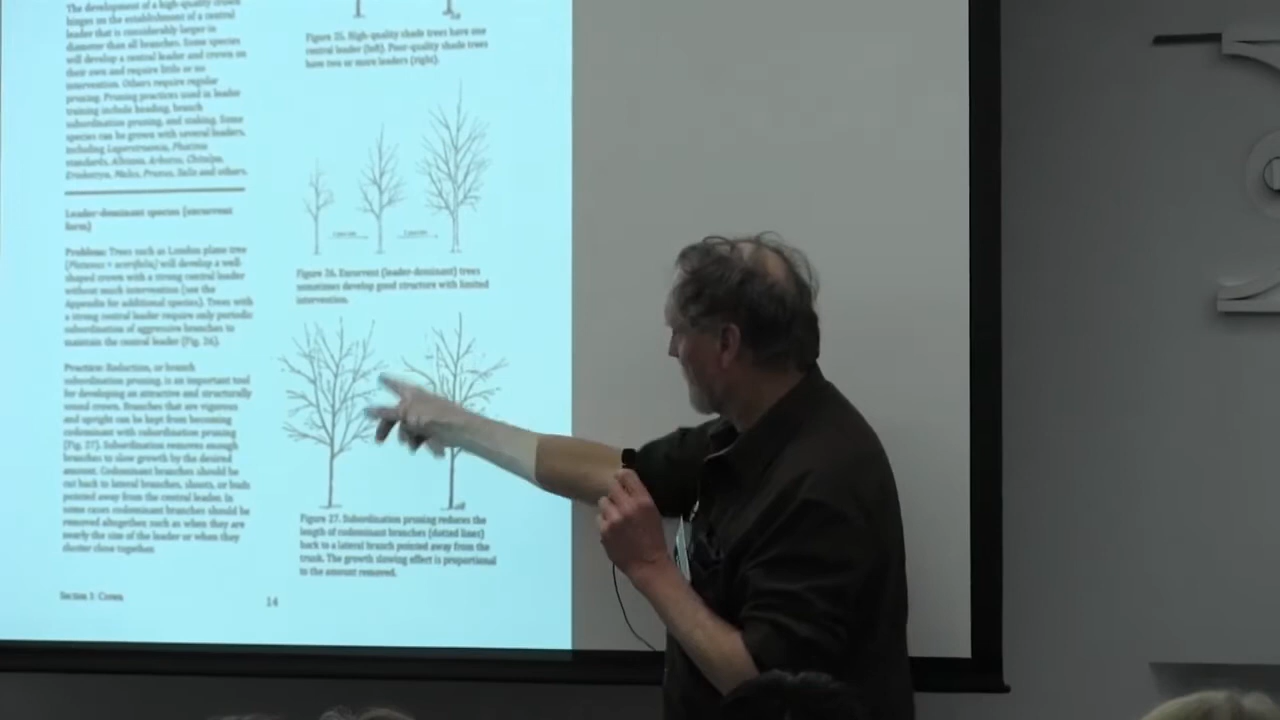 The development of a high-quality crown
hinges on the establishment of a central
leader that is considerably larger in
diameter than all branches. Some species
will develop a central leader and crown on
their own and require little or no
intervention. Others require regular
pruning. Pruning practices used in leader
training include heading, branch
subordination pruning, and staking. Some
species can be grown with several leaders,
including Lagerstroemia, Photinia
standards, Albizia, Arbutus, Chitalpa,
Eriobotrya, Malus, Prunus, Salix and others.
Leader-dominant species (excurrent
form)
Problem: Trees such as London plane tree
(Platanus × acerifolia) will develop a well-
shaped crown with a strong central leader
without much intervention (see the
Appendix for additional species). Trees with
a strong central leader require only periodic
subordination of aggressive branches to
maintain the central leader (Fig. 26).
Practice: Reduction, or branch
subordination pruning, is an important tool
for developing an attractive and structurally
sound crown. Branches that are vigorous
and upright can be kept from becoming
codominant with subordination pruning
(Fig. 27). Subordination removes enough
branches to slow growth by the desired
amount. Codominant branches should be
cut back to lateral branches, shoots, or buds
pointed away from the central leader. In
some cases codominant branches should be
removed altogether such as when they are
nearly the size of the leader or when they
cluster close together.
Figure 25. High-quality shade trees have one
central leader (left). Poor-quality shade trees
have two or more leaders (right).
Figure 26. Excurrent (leader-dominant) trees
sometimes develop good structure with limited
intervention.
Figure 27. Subordination pruning reduces the
length of codominant branches (dotted lines)
back to a lateral branch pointed away from the
trunk. The growth slowing effect is proportional
to the amount removed.
Section 3: Crown
14